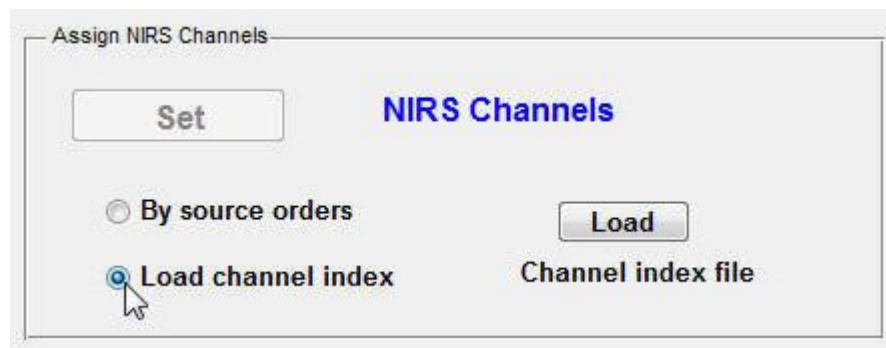 Assign NIRS Channels
Set
NIRS Channels
By source orders
Load
Load channel index
Channel index file